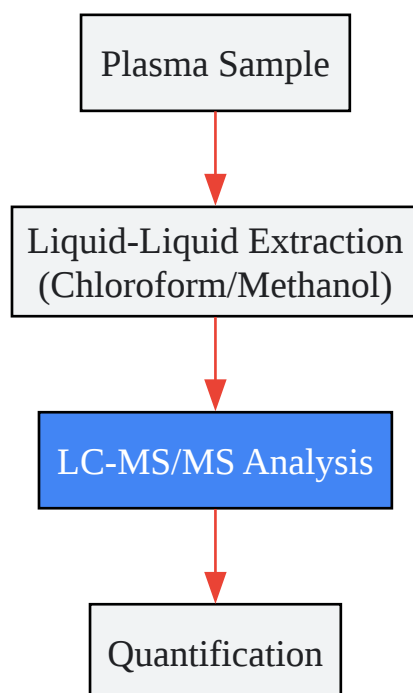 Plasma Sample
Liquid-Liquid Extraction
(Chloroform/Methanol)
LC-MS/MS Analysis
Quantification